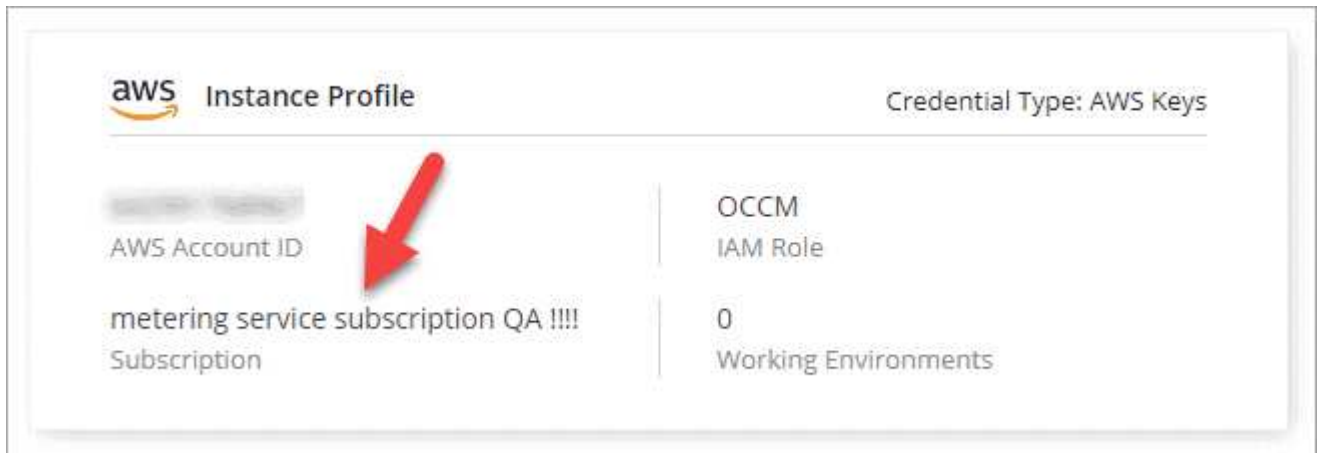 aws Instance Profile Credential Type: AWS Keys
AWS Account ID
OCCM
IAM Role
metering service subscription QA !!!!
Subscription
0
Working Environments